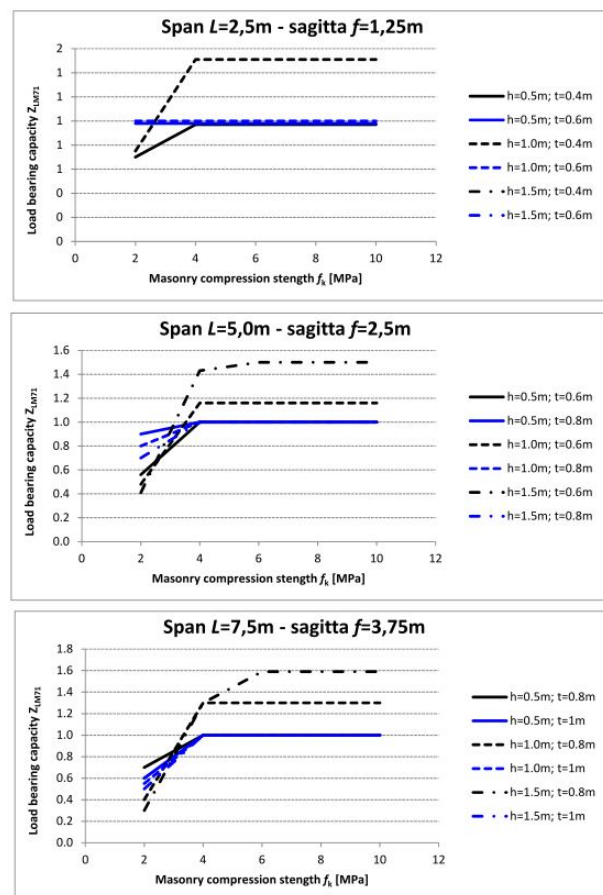 Span L=2,5m - sagitta f=1,25m
Load bearing capacity Z_LM71
2
1
1
1
1
1
0
0
0
0 2 4 6 8 10 12
Masonry compression stength f_k [MPa]
h=0.5m; t=0.4m
h=0.5m; t=0.6m
h=1.0m; t=0.4m
h=1.0m; t=0.6m
h=1.5m; t=0.4m
h=1.5m; t=0.6m
Span L=5,0m - sagitta f=2,5m
Load bearing capacity Z_LM71
1.6
1.4
1.2
1.0
0.8
0.6
0.4
0.2
0.0
0 2 4 6 8 10 12
Masonry compression stength f_k [MPa]
h=0.5m; t=0.6m
h=0.5m; t=0.8m
h=1.0m; t=0.6m
h=1.0m; t=0.8m
h=1.5m; t=0.6m
h=1.5m; t=0.8m
Span L=7,5m - sagitta f=3,75m
Load bearing capacity Z_LM71
1.8
1.6
1.4
1.2
1.0
0.8
0.6
0.4
0.2
0.0
0 2 4 6 8 10 12
Masonry compression stength f_k [MPa]
h=0.5m; t=0.8m
h=0.5m; t=1m
h=1.0m; t=0.8m
h=1.0m; t=1m
h=1.5m; t=0.8m
h=1.5m; t=1m